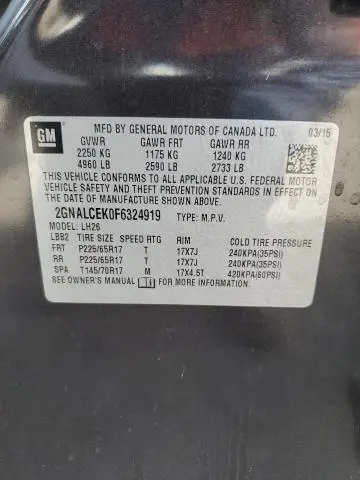 GM MFD BY GENERAL MOTORS OF CANADA LTD. 03/15
GVWR GAWR FRT GAWR RR
2250 KG 1175 KG 1240 KG
4960 LB 2590 LB 2733 LB
THIS VEHICLE CONFORMS TO ALL APPLICABLE U.S. FEDERAL MOTOR
VEHICLE SAFETY, BUMPER, AND THEFT PREVENTION STANDARDS IN EFFECT ON
THE DATE OF MANUFACTURE SHOWN ABOVE.
2GNALCEK0F6324919 TYPE: M.P.V.
MODEL: LH26
LBB2 TIRE SIZE SPEED RTG RIM COLD TIRE PRESSURE
FRT P225/65R17 T 17X7J 240KPA(35PSI)
RR P225/65R17 T 17X7J 240KPA(35PSI)
SPA T145/70R17 M 17X4.5T 420KPA(60PSI)
SEE OWNER'S MANUAL i FOR MORE INFORMATION.